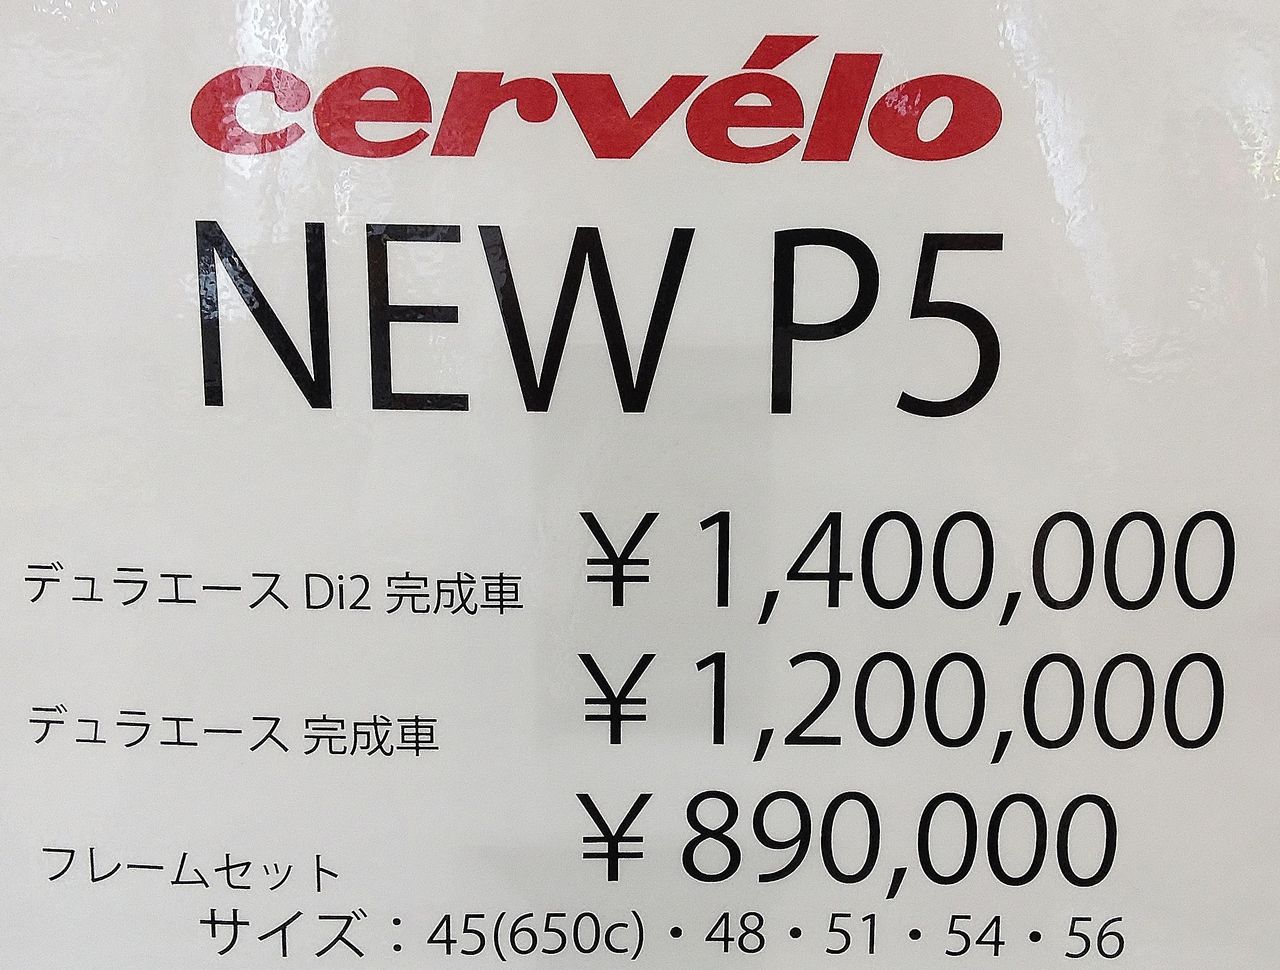 cervélo
NEW P5
デュラエース Di2 完成車 ¥ 1,400,000
デュラエース 完成車 ¥ 1,200,000
フレームセット ¥ 890,000
サイズ：45(650c)・48・51・54・56